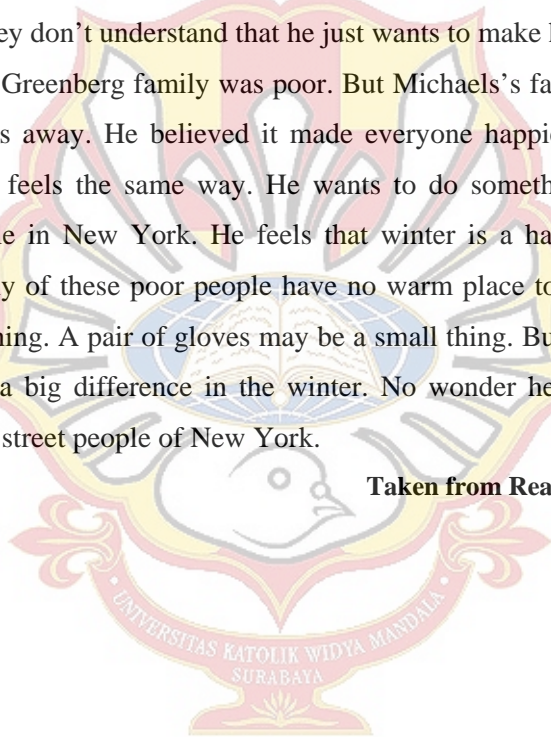 ey don’t understand that he just wants to make
Greenberg family was poor. But Michaels’s fa
s away. He believed it made everyone happi
feels the same way. He wants to do someth
e in New York. He feels that winter is a ha
y of these poor people have no warm place to
ning. A pair of gloves may be a small thing. Bu
a big difference in the winter. No wonder he
street people of New York.
Taken from Rea
UNIVERSITAS KATOLIK WIDYA MANDALA
SURABAYA